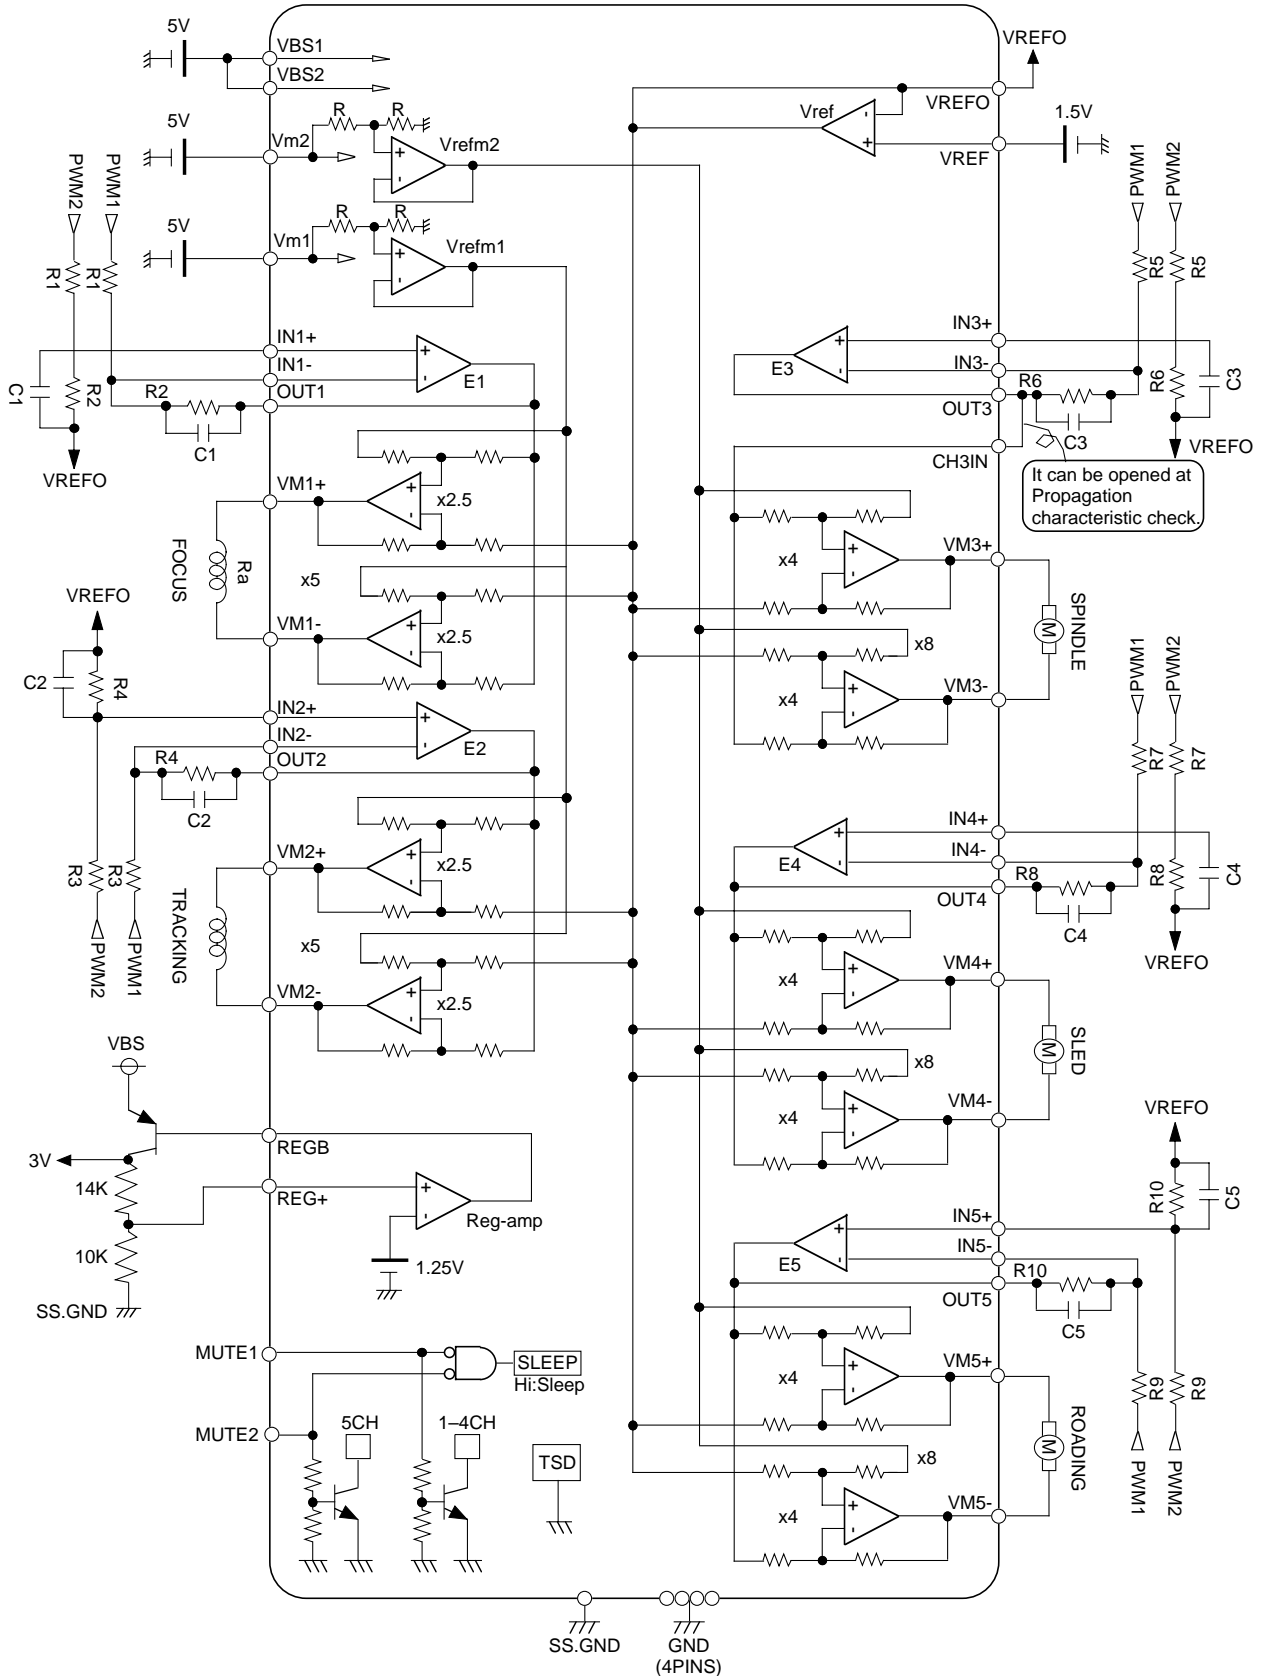 5V
VBS1
VBS2
VREFO
VREFO
Vref
1.5V
VREF
5V
Vm2
R
R
Vrefm2
PWM2
PWM1
PWM1
PWM2
5V
Vm1
R
R
Vrefm1
R1
R1
R5
R5
IN1+
IN1-
OUT1
E1
C1
R2
R2
C1
VREFO
IN3+
IN3-
E3
OUT3
R6
C3
R6
C3
VREFO
CH3IN
It can be opened at
Propagation
characteristic check.
VM1+
x2.5
FOCUS
Ra
x5
VM1-
x2.5
x4
VM3+
SPINDLE
x8
x4
VM3-
VREFO
C2
R4
IN2+
IN2-
OUT2
E2
R4
C2
R3
R3
PWM2
PWM1
PWM1
PWM2
R7
R7
IN4+
IN4-
E4
OUT4
R8
C4
R8
C4
VREFO
VM2+
x2.5
TRACKING
x5
VM2-
x2.5
x4
VM4+
SLED
x8
x4
VM4-
VBS
REGB
3V
14K
REG+
Reg-amp
10K
1.25V
SS.GND
VREFO
R10
C5
IN5+
IN5-
E5
OUT5
R10
C5
R9
R9
PWM1
PWM2
MUTE1
SLEEP
Hi:Sleep
MUTE2
5CH
1–4CH
TSD
x4
VM5+
ROADING
x8
x4
VM5-
SS.GND
GND
(4PINS)
+
-
+
-
+
-
+
-
+
-
+
-
+
-
+
-
+
-
+
-
+
-
+
-
+
-
+
-
+
-
+
-
+
-
+
-
+
-
M
M
M